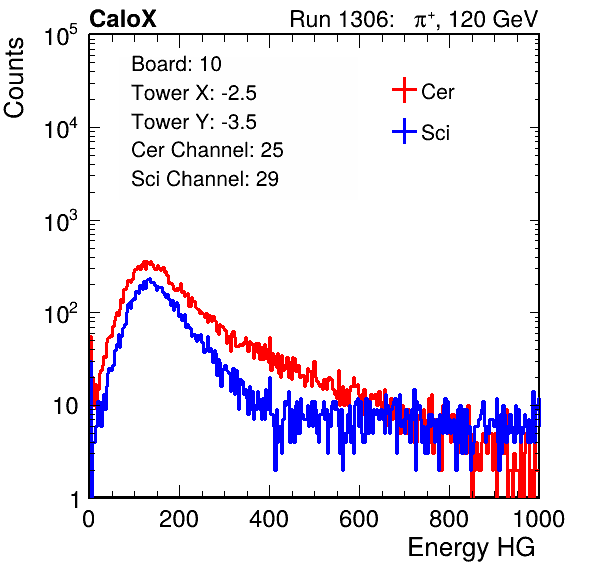 CaloX Run 1306: π⁺, 120 GeV
Counts
10⁵
10⁴
10³
10²
10
1
Board: 10
Tower X: -2.5
Tower Y: -3.5
Cer Channel: 25
Sci Channel: 29
Cer
Sci
0 200 400 600 800 1000
Energy HG